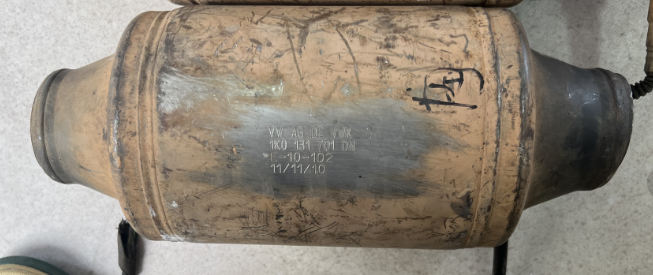 VW AG DE VWK
1K0 131 701 DN
E-10-102
11/11/10